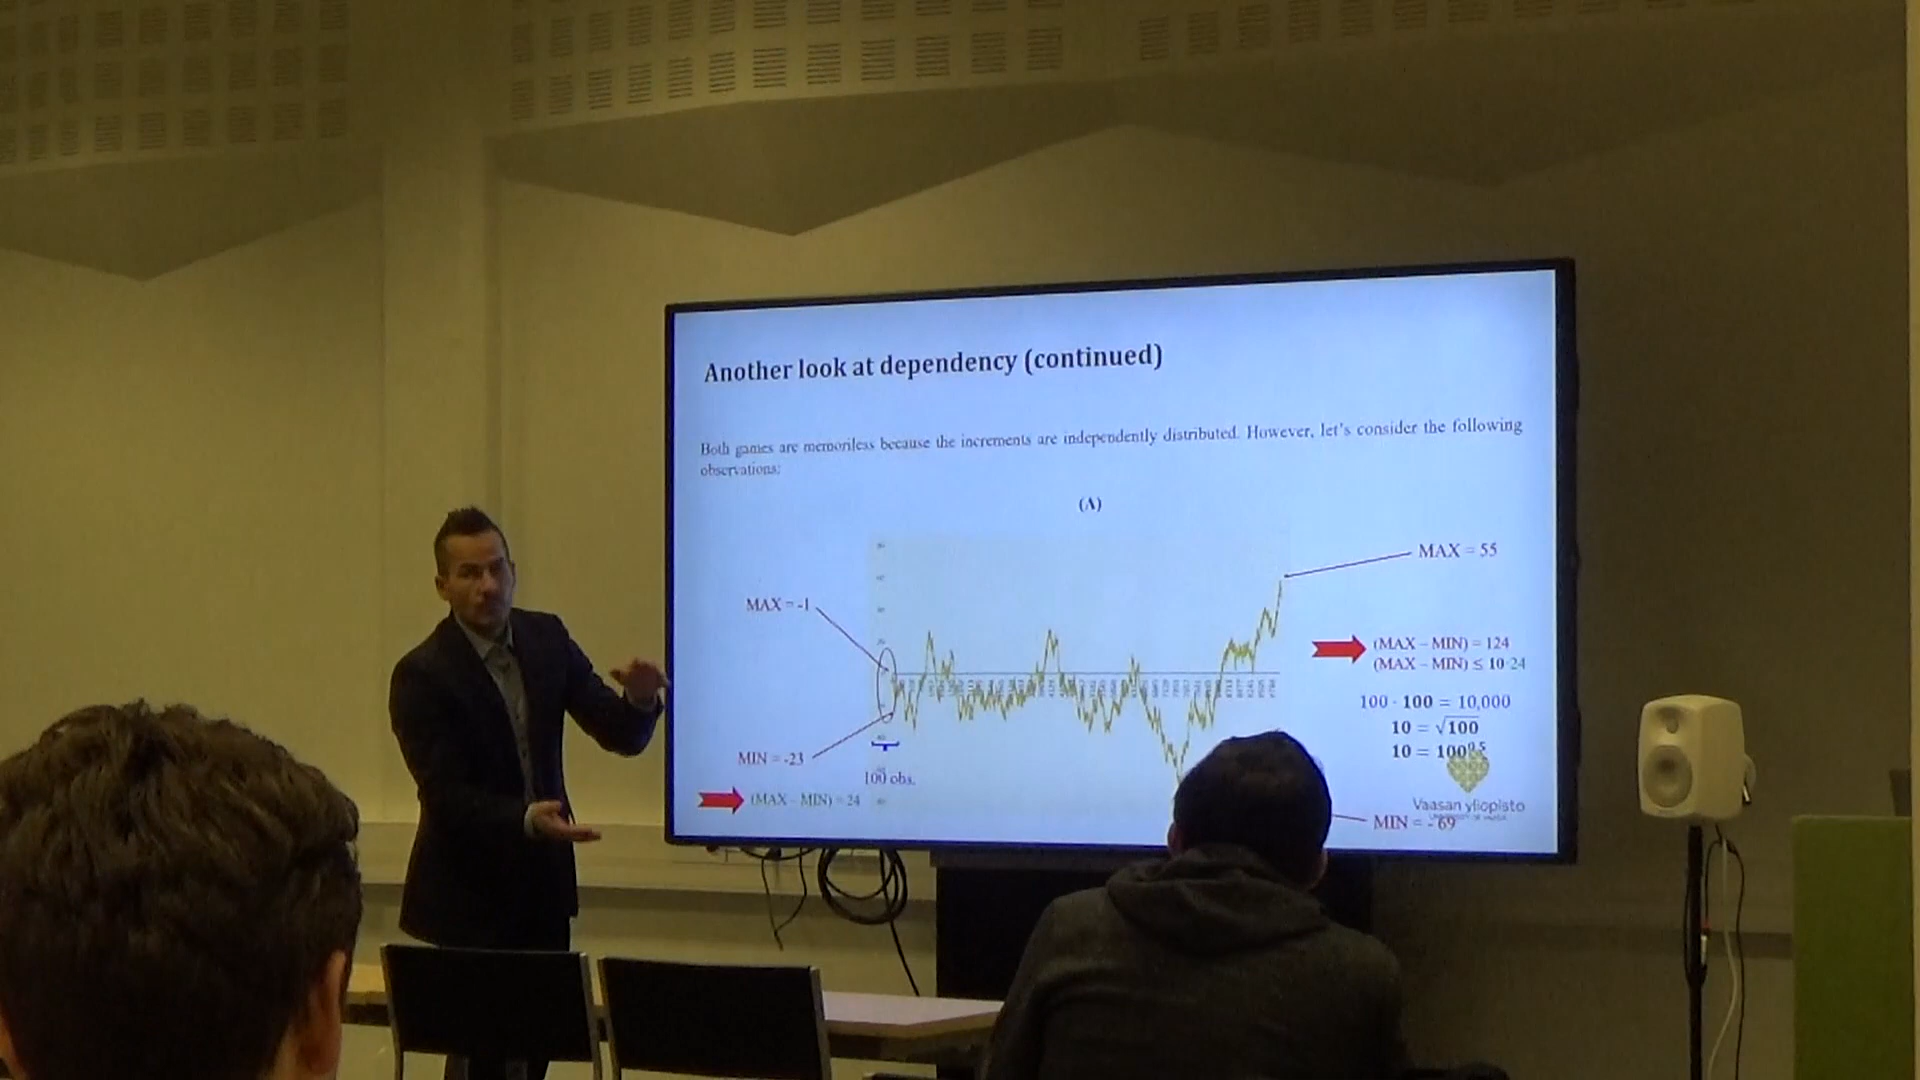 Another look at dependency (continued)
Both games are memoriless because the increments are independently distributed. However, let's consider the following
observations:
(A)
MAX = 55
MAX = -1
(MAX – MIN) = 124
(MAX – MIN) ≤ 10·24
100 · 100 = 10,000
10 = √100
10 = 100^0.5
MIN = -23
100 obs.
(MAX – MIN) = 24
Vaasan yliopisto
MIN = - 69